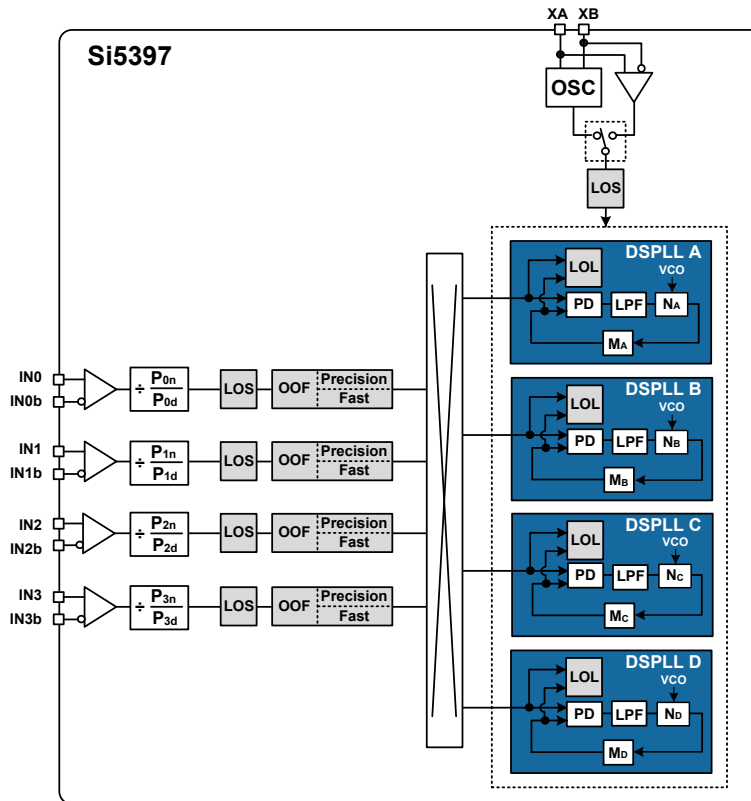 XA XB
Si5397
OSC
LOS
DSPLL A
VCO
LOL
PD LPF NA
MA
IN0
IN0b
÷ P0n
P0d
LOS OOF Precision
Fast
DSPLL B
VCO
LOL
PD LPF NB
MB
IN1
IN1b
÷ P1n
P1d
LOS OOF Precision
Fast
IN2
IN2b
÷ P2n
P2d
LOS OOF Precision
Fast
DSPLL C
VCO
LOL
PD LPF NC
MC
IN3
IN3b
÷ P3n
P3d
LOS OOF Precision
Fast
DSPLL D
VCO
LOL
PD LPF ND
MD